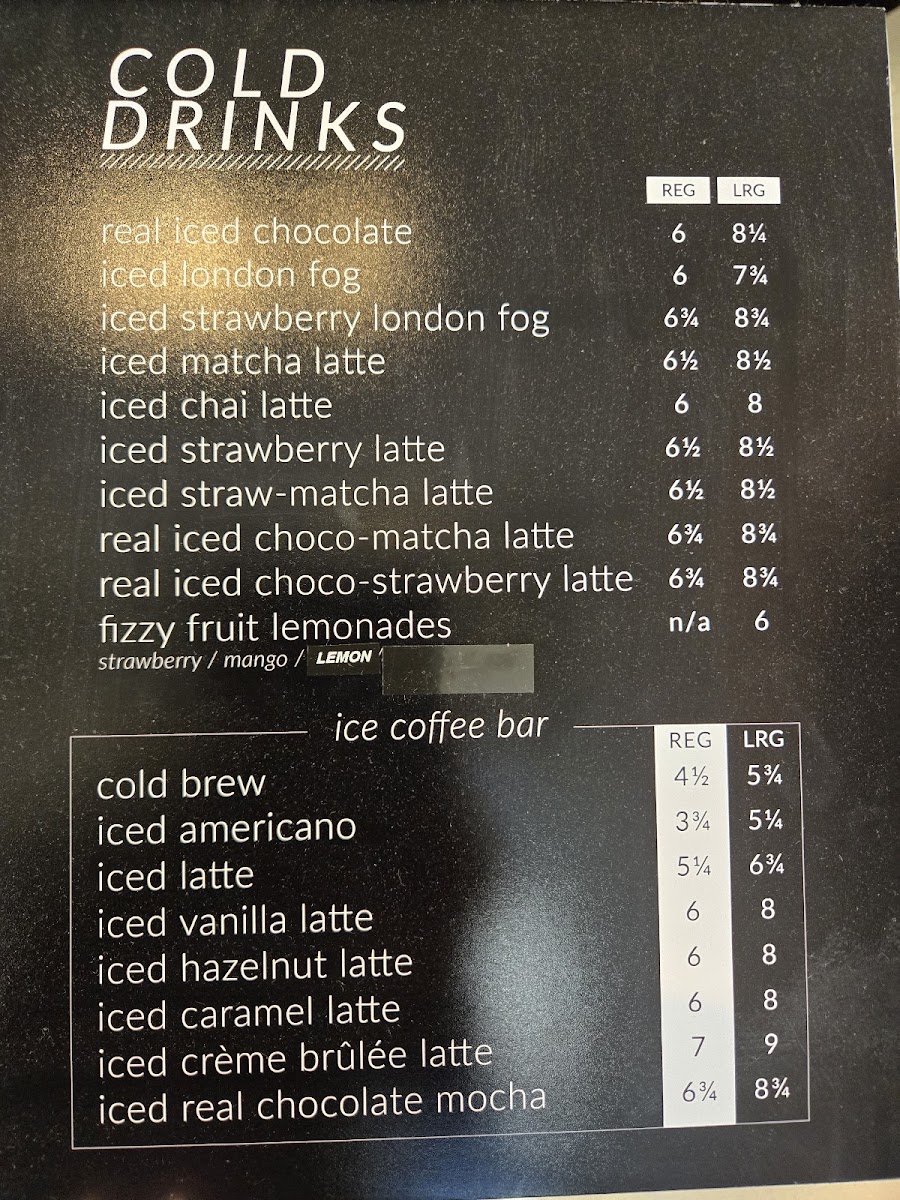 COLD
DRINKS
REG LRG
real iced chocolate 6 8¼
iced london fog 6 7¾
iced strawberry london fog 6¾ 8¾
iced matcha latte 6½ 8½
iced chai latte 6 8
iced strawberry latte 6½ 8½
iced straw-matcha latte 6½ 8½
real iced choco-matcha latte 6¾ 8¾
real iced choco-strawberry latte 6¾ 8¾
fizzy fruit lemonades n/a 6
strawberry / mango / LEMON
ice coffee bar
REG LRG
cold brew 4½ 5¾
iced americano 3¾ 5¼
iced latte 5¼ 6¾
iced vanilla latte 6 8
iced hazelnut latte 6 8
iced caramel latte 6 8
iced crème brûlée latte 7 9
iced real chocolate mocha 6¾ 8¾